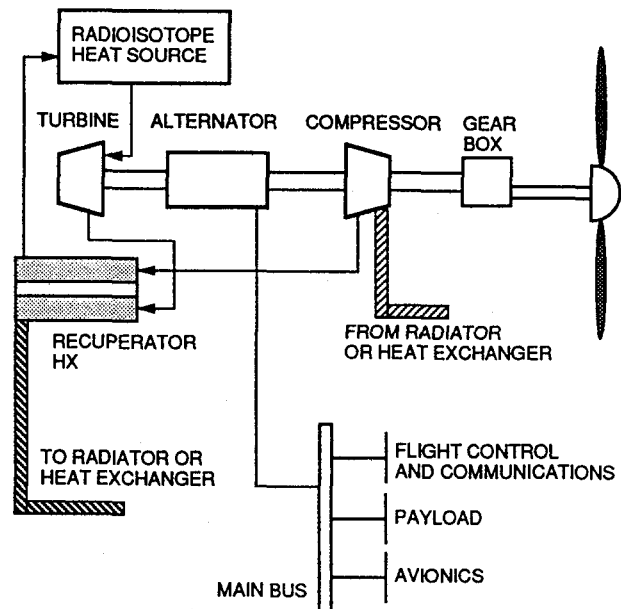 RADIOISOTOPE
HEAT SOURCE
TURBINE
ALTERNATOR
COMPRESSOR
GEAR
BOX
RECUPERATOR
HX
FROM RADIATOR
OR HEAT EXCHANGER
TO RADIATOR OR
HEAT EXCHANGER
FLIGHT CONTROL
AND COMMUNICATIONS
PAYLOAD
AVIONICS
MAIN BUS